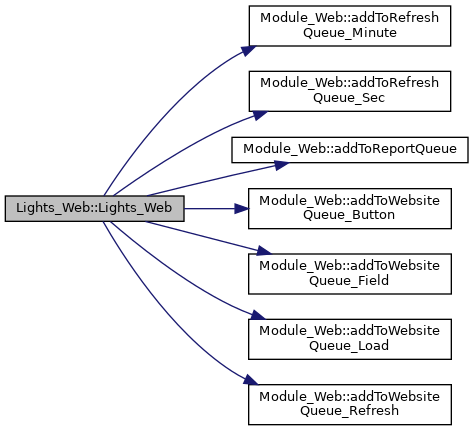 Module_Web::addToRefresh
Queue_Minute
Module_Web::addToRefresh
Queue_Sec
Module_Web::addToReportQueue
Lights_Web::Lights_Web
Module_Web::addToWebsite
Queue_Button
Module_Web::addToWebsite
Queue_Field
Module_Web::addToWebsite
Queue_Load
Module_Web::addToWebsite
Queue_Refresh